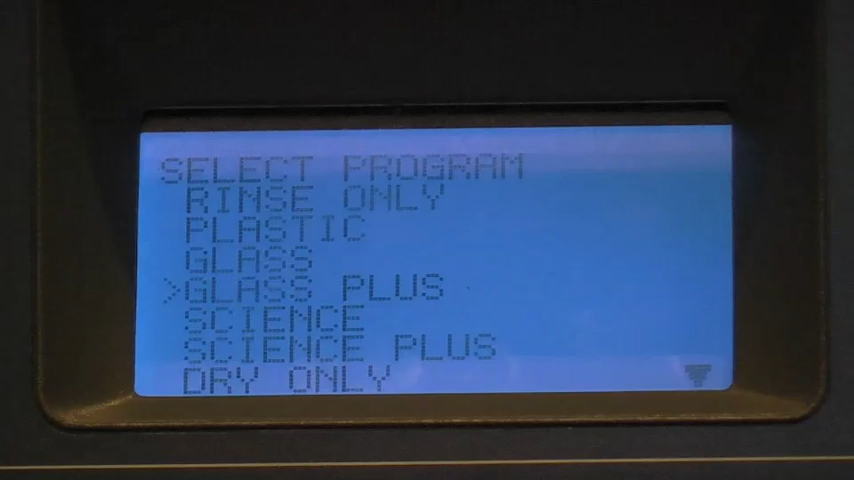 SELECT PROGRAM
RINSE ONLY
PLASTIC
GLASS
>GLASS PLUS
SCIENCE
SCIENCE PLUS
DRY ONLY